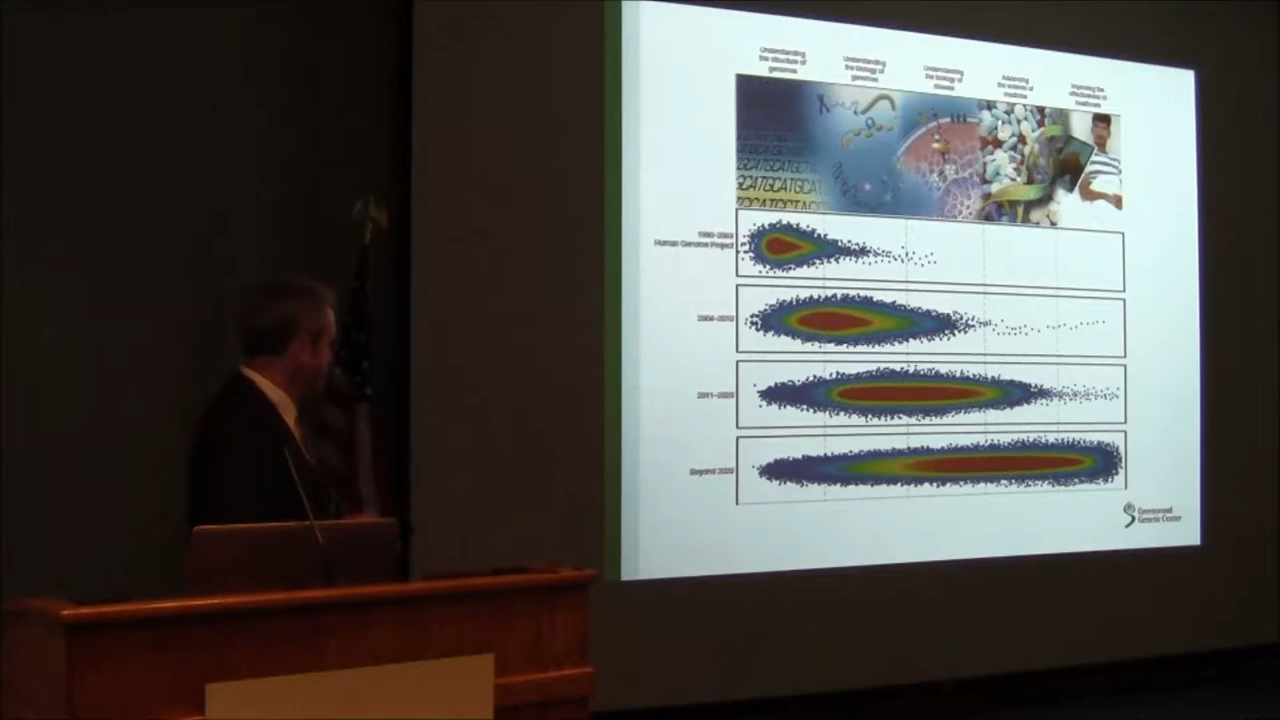 Understanding
the structure of
genomes
Understanding
the biology of
genomes
Understanding
the biology of
disease
Advancing
the science of
medicine
Improving the
effectiveness of
healthcare
GCATGCATGCTA
GCATGCATGCAT
1990–2003
Human Genome Project
2004–2010
2011–2020
Beyond 2020
Greenwood
Genetic Center